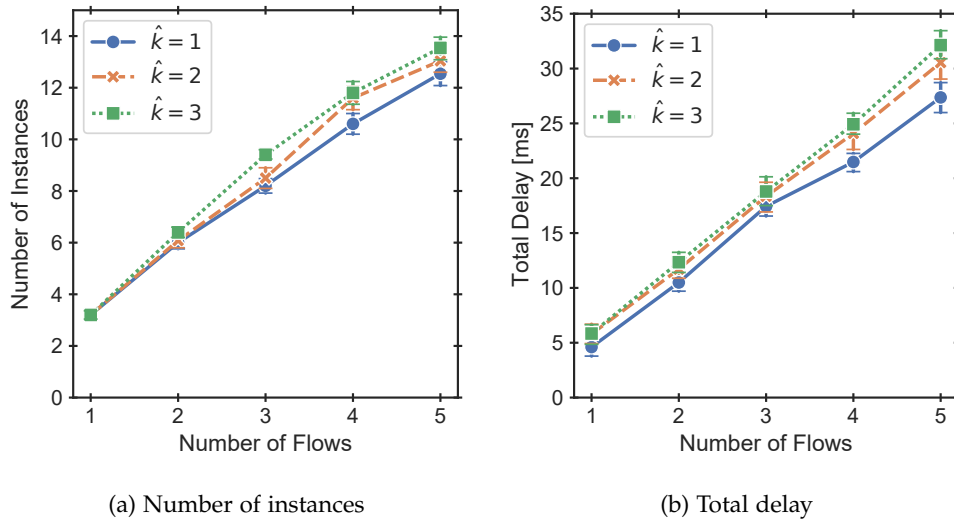 16
14
12
10
8
6
4
2
0
Number of Instances
k̂ = 1
k̂ = 2
k̂ = 3
1 2 3 4 5
Number of Flows
(a) Number of instances
35
30
25
20
15
10
5
0
Total Delay [ms]
k̂ = 1
k̂ = 2
k̂ = 3
1 2 3 4 5
Number of Flows
(b) Total delay